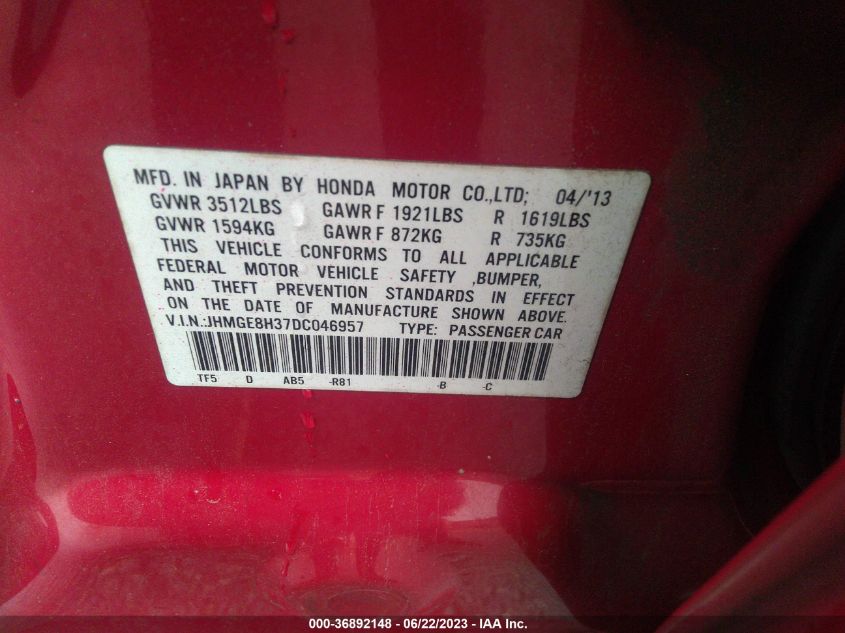 MFD. IN JAPAN BY HONDA MOTOR CO.,LTD; 04/'13
GVWR 3512LBS GAWR F 1921LBS R 1619LBS
GVWR 1594KG GAWR F 872KG R 735KG
THIS VEHICLE CONFORMS TO ALL APPLICABLE
FEDERAL MOTOR VEHICLE SAFETY ,BUMPER,
AND THEFT PREVENTION STANDARDS IN EFFECT
ON THE DATE OF MANUFACTURE SHOWN ABOVE.
V.I.N.:JHMGE8H37DC046957 TYPE: PASSENGER CAR
TF5 D AB5 -R81 -B -C
000-36892148 - 06/22/2023 - IAA Inc.